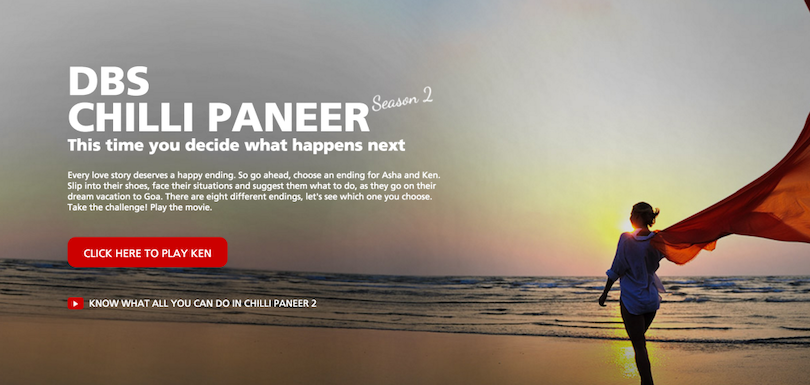 DBS
CHILLI PANEER Season 2
This time you decide what happens next
Every love story deserves a happy ending. So go ahead, choose an ending for Asha and Ken.
Slip into their shoes, face their situations and suggest them what to do, as they go on their
dream vacation to Goa. There are eight different endings, let's see which one you choose.
Take the challenge! Play the movie.
CLICK HERE TO PLAY KEN
KNOW WHAT ALL YOU CAN DO IN CHILLI PANEER 2